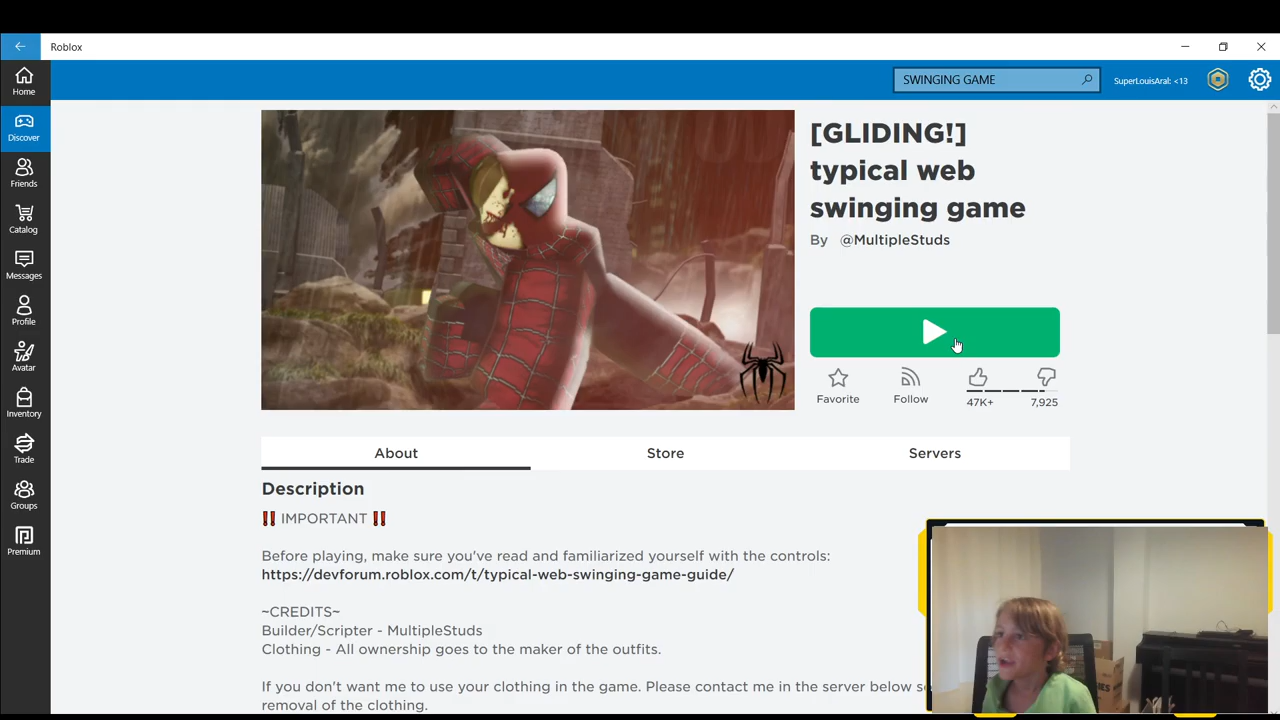 Roblox
SWINGING GAME
SuperLouisAral: <13
Home
Discover
Friends
Catalog
Messages
Profile
Avatar
Inventory
Trade
Groups
Premium
[GLIDING!]
typical web
swinging game
By @MultipleStuds
Favorite
Follow
47K+
7,925
About
Store
Servers
Description
‼ IMPORTANT ‼
Before playing, make sure you've read and familiarized yourself with the controls:
https://devforum.roblox.com/t/typical-web-swinging-game-guide/
~CREDITS~
Builder/Scripter - MultipleStuds
Clothing - All ownership goes to the maker of the outfits.
If you don't want me to use your clothing in the game. Please contact me in the server below
removal of the clothing.